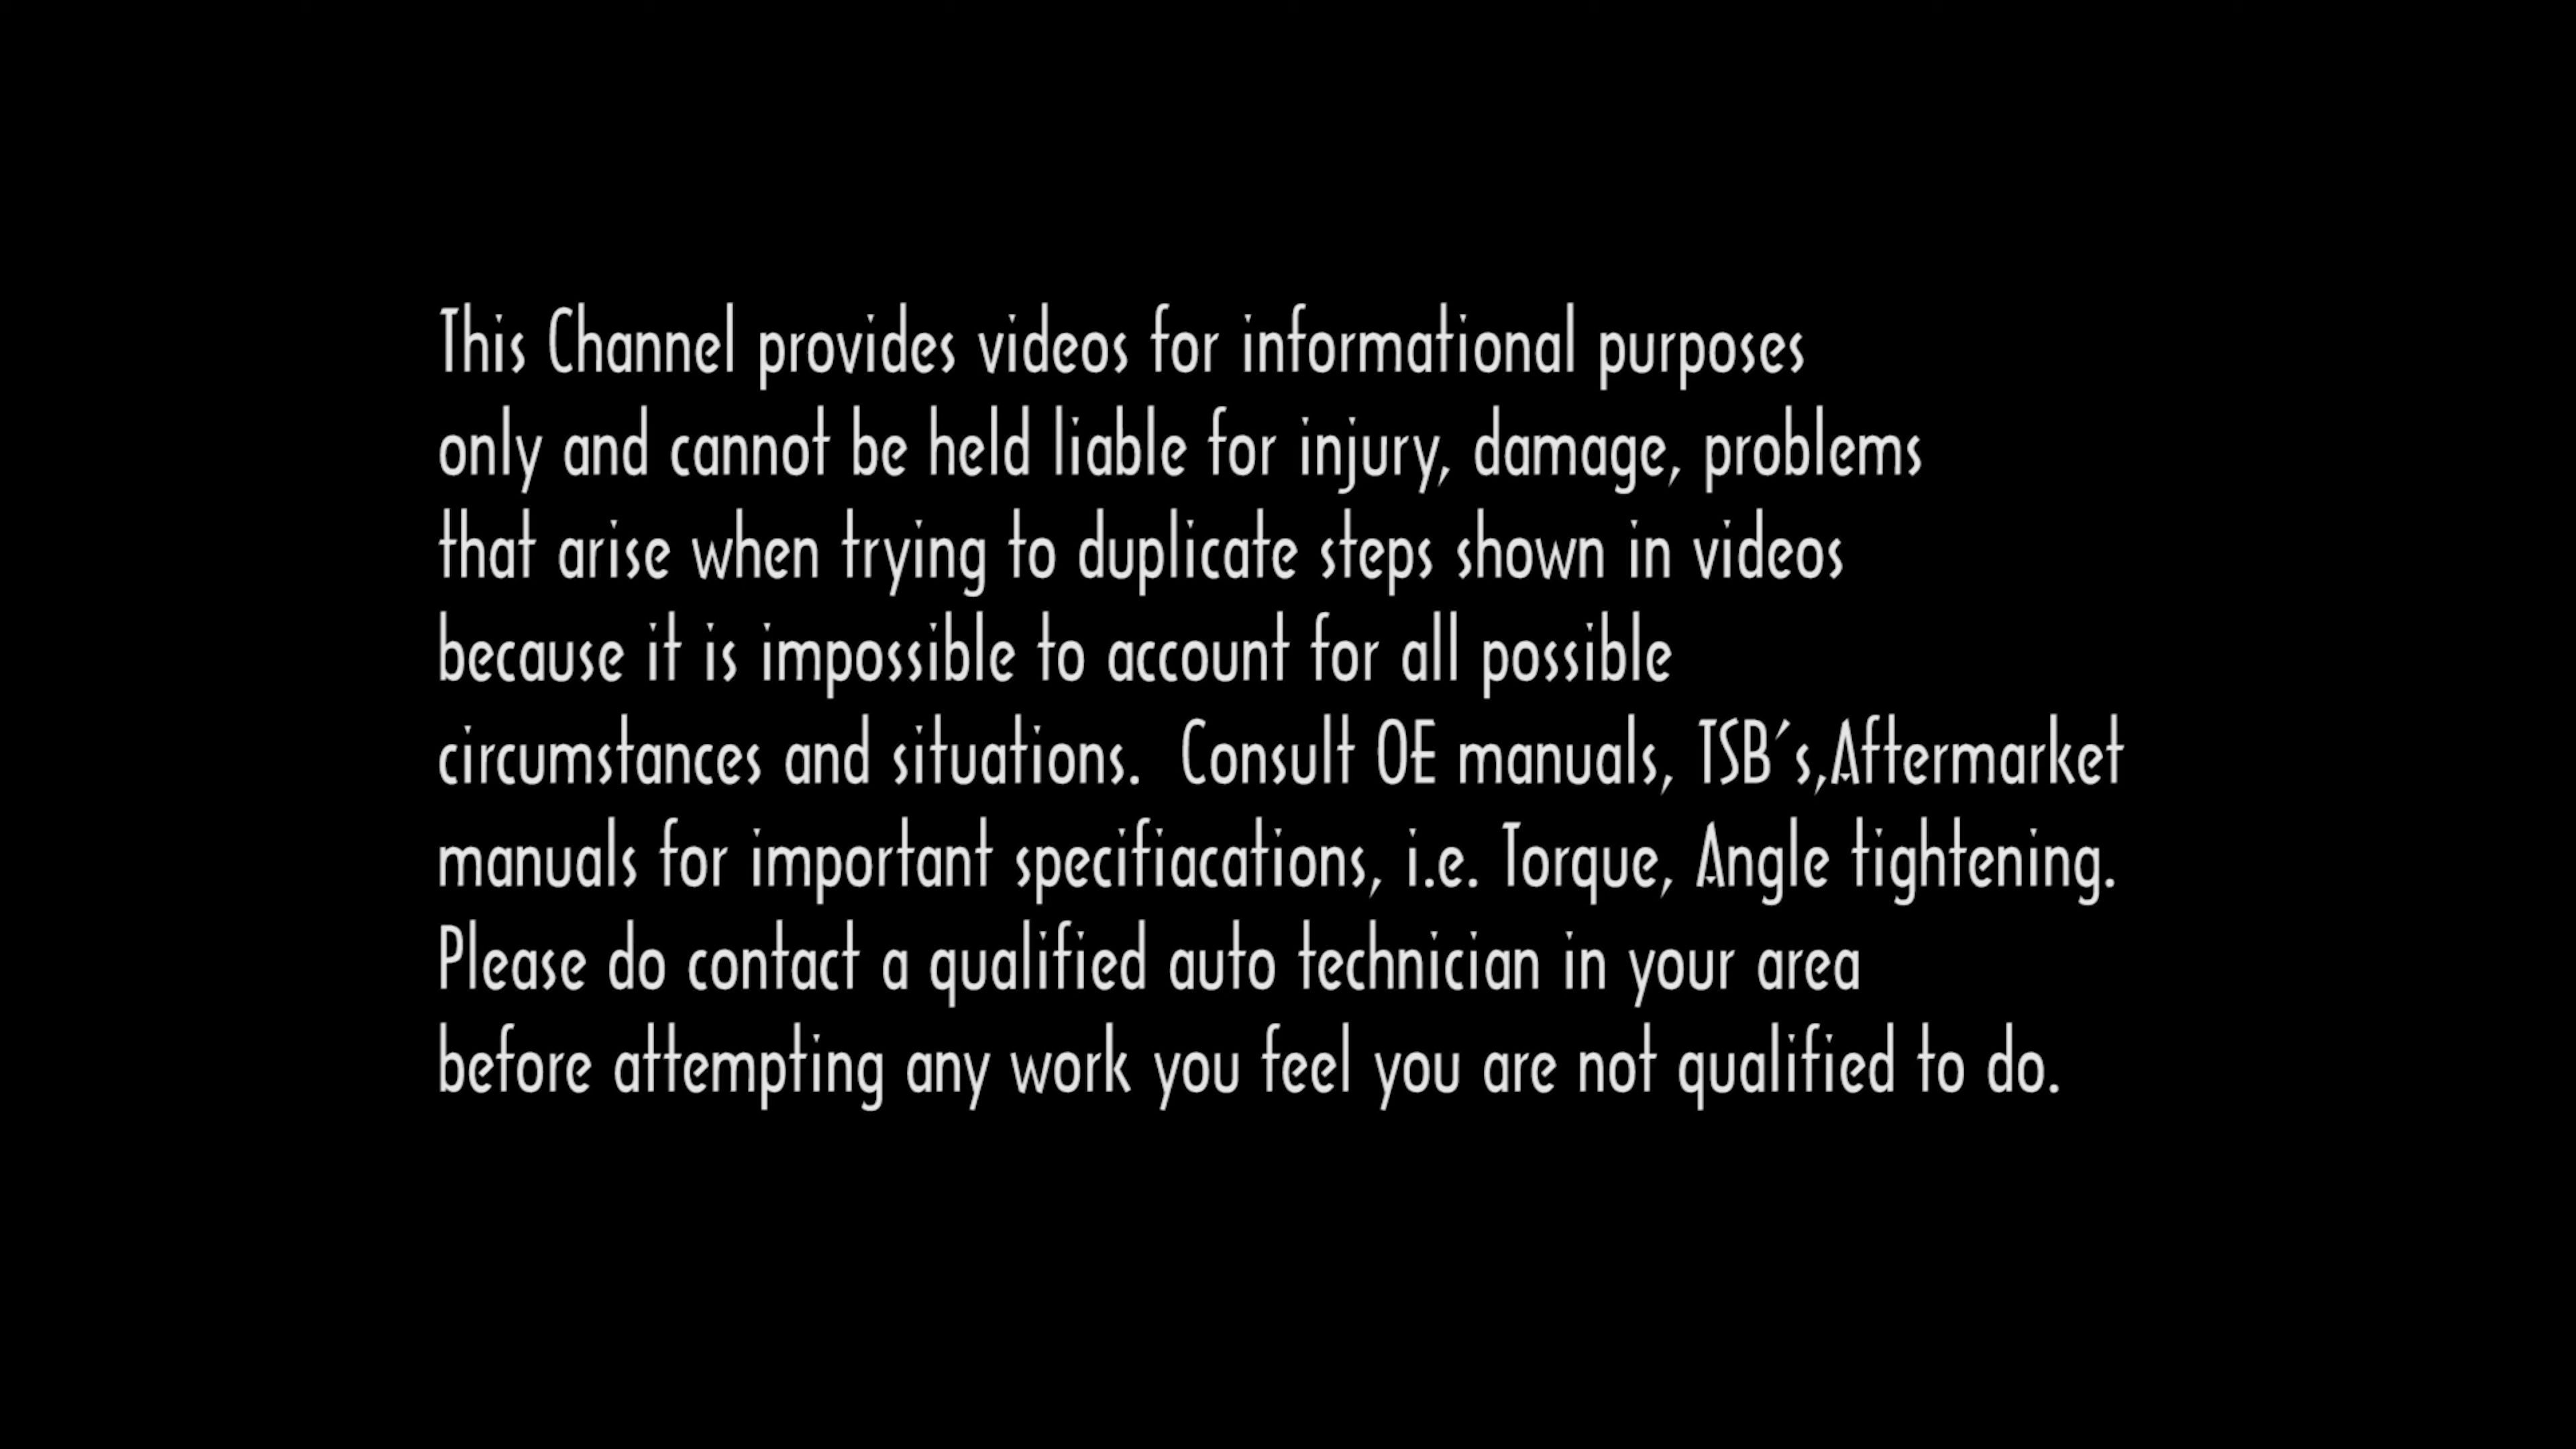 This Channel provides videos for informational purposes
only and cannot be held liable for injury, damage, problems
that arise when trying to duplicate steps shown in videos
because it is impossible to account for all possible
circumstances and situations.  Consult OE manuals, TSB´s,Aftermarket
manuals for important specifiacations, i.e. Torque, Angle tightening.
Please do contact a qualified auto technician in your area
before attempting any work you feel you are not qualified to do.